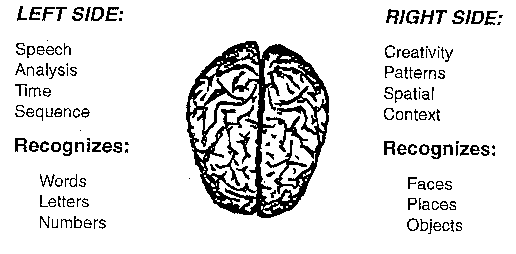 LEFT SIDE:
Speech
Analysis
Time
Sequence
Recognizes:
Words
Letters
Numbers
RIGHT SIDE:
Creativity
Patterns
Spatial
Context
Recognizes:
Faces
Places
Objects